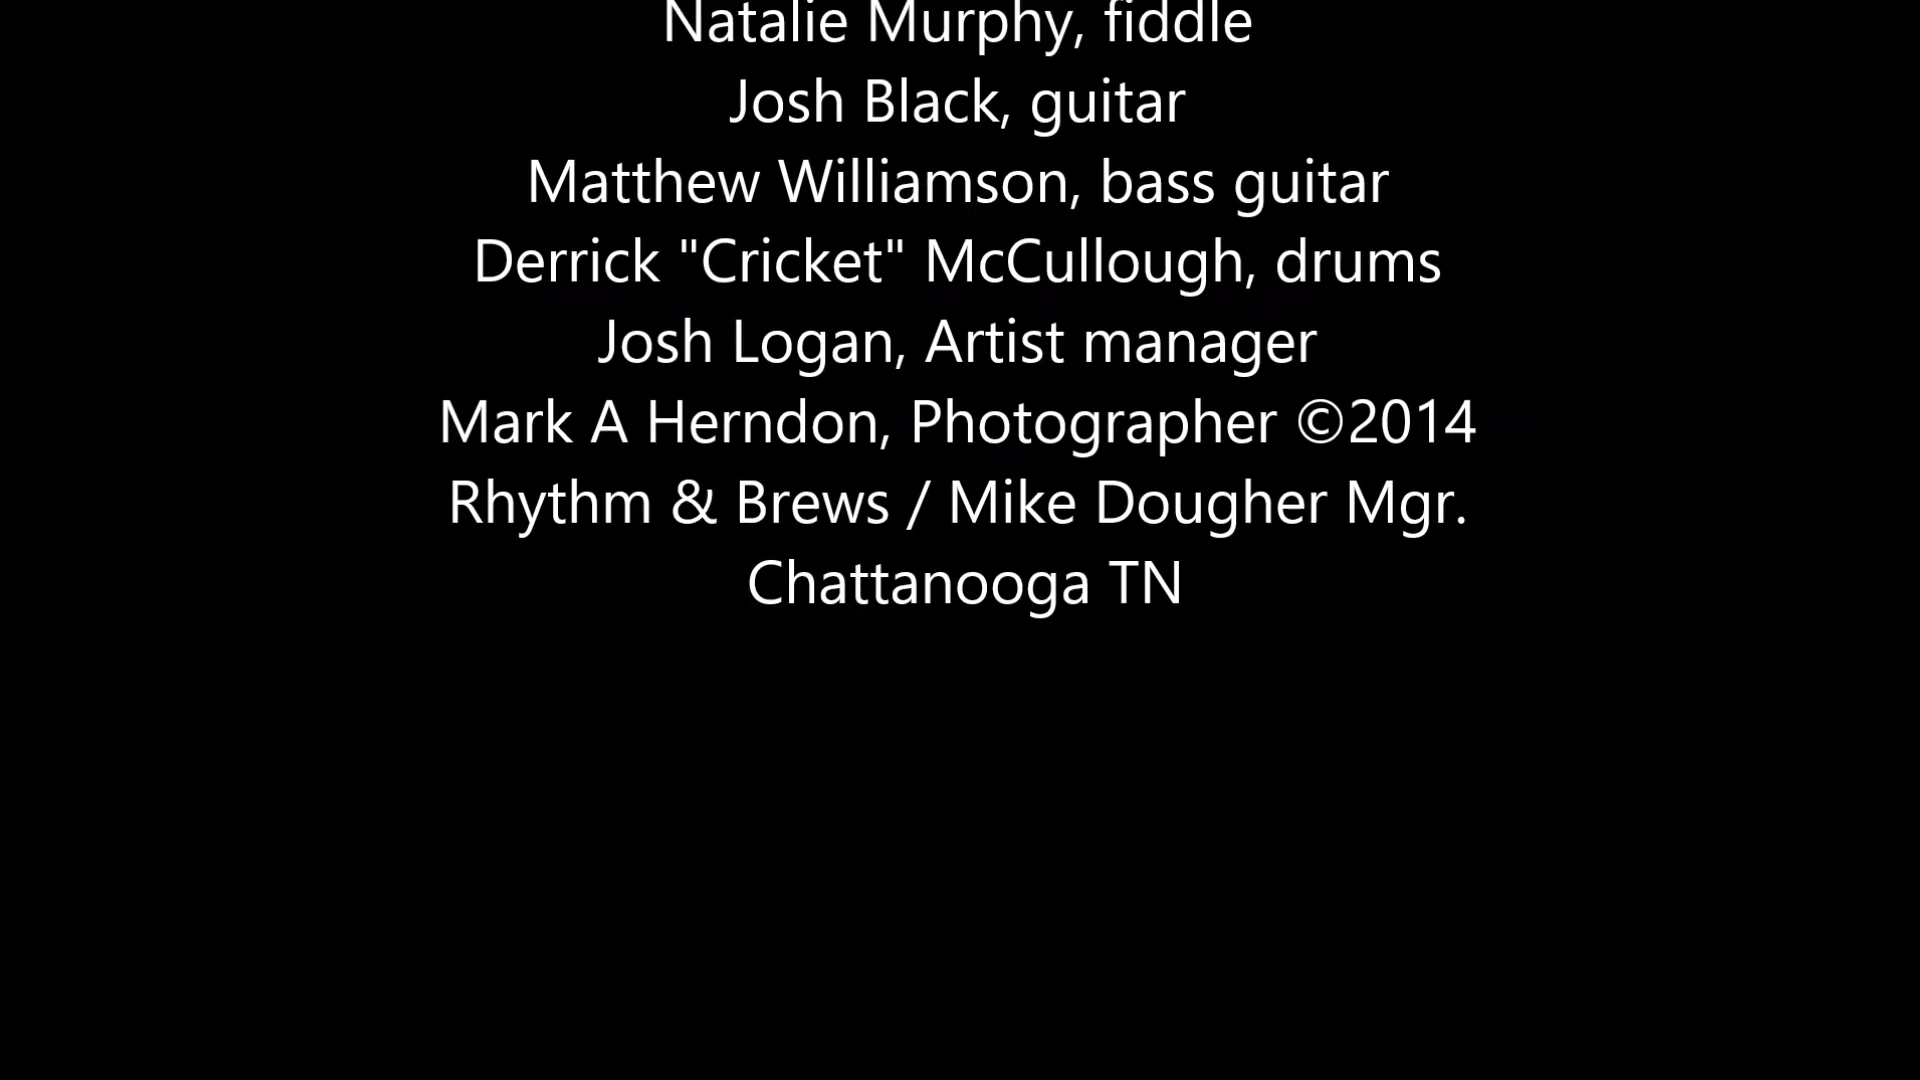 Natalie Murphy, fiddle
Josh Black, guitar
Matthew Williamson, bass guitar
Derrick "Cricket" McCullough, drums
Josh Logan, Artist manager
Mark A Herndon, Photographer ©2014
Rhythm & Brews / Mike Dougher Mgr.
Chattanooga TN